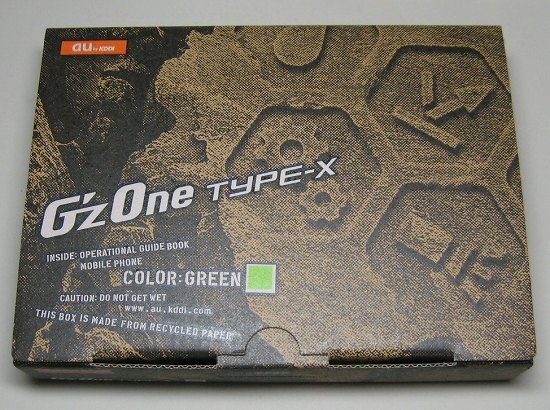 au by KDDI
G'zOne TYPE-X
INSIDE: OPERATIONAL GUIDE BOOK
MOBILE PHONE
COLOR: GREEN
CAUTION: DO NOT GET WET
www.au.kddi.com
THIS BOX IS MADE FROM RECYCLED PAPER